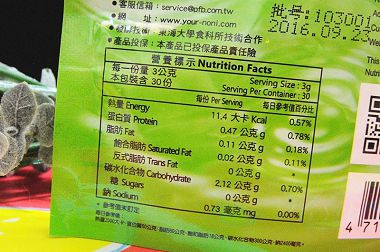 客服信箱：service@pfb.com.tw
網 址：www.your-noni.com
東海大學食科所技術合作
產品投保：本產品已投保產品責任險
批號：103001
2016.09.23
營養標示 Nutrition Facts
每一份量 3公克 Serving Size: 3g
本包裝含 30份 Serving Per Container: 30
每份 Per Serving 每日參考值百分比
熱量 Energy 11.4 大卡 Kcal 0.57%
蛋白質 Protein 0.47 公克 g 0.78%
脂肪 Fat 0.11 公克 g 0.18%
飽和脂肪 Saturated Fat 0.02 公克 g 0.11%
反式脂肪 Trans Fat 0 公克 g
碳水化合物 Carbohydrate 2.12 公克 g 0.70%
糖 Sugars 0 公克 g
鈉 Sodium 4.73 毫克 mg 0.00%
＊參考值未訂定